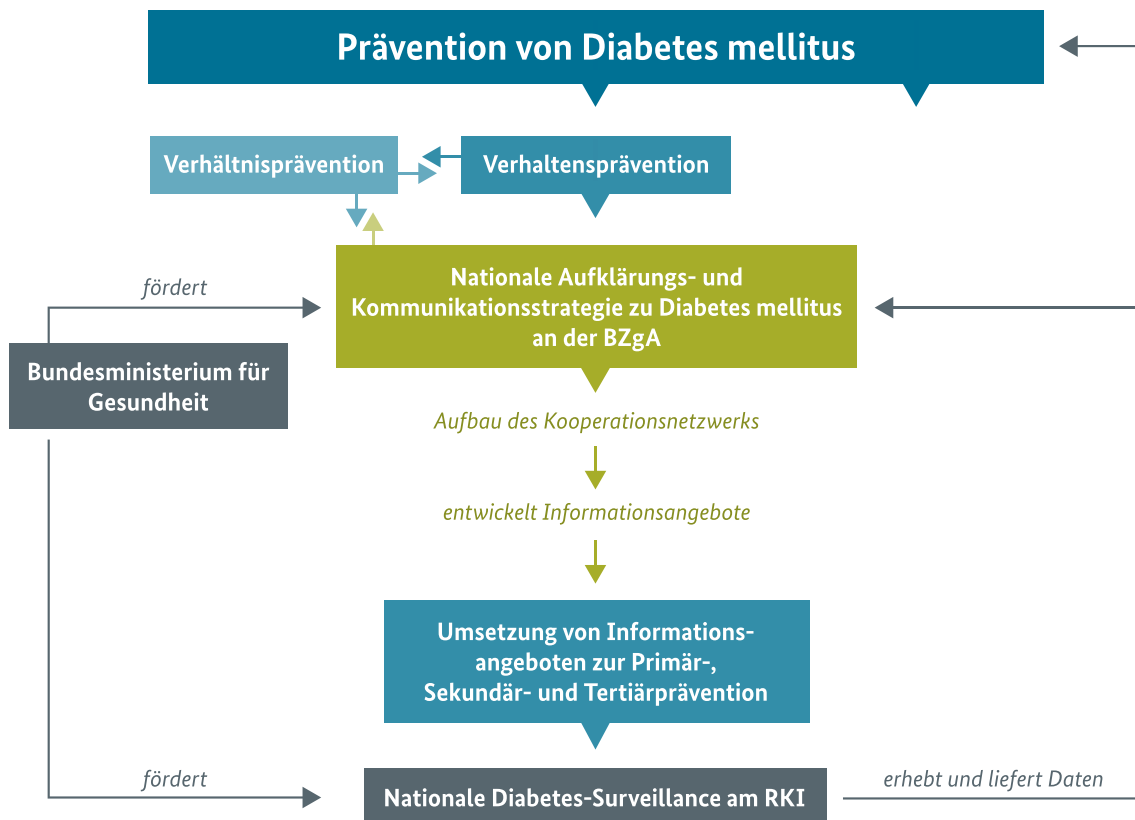 Prävention von Diabetes mellitus
Verhältnisprävention
Verhaltensprävention
Nationale Aufklärungs- und
Kommunikationsstrategie zu Diabetes mellitus
an der BZgA
fördert
Bundesministerium für
Gesundheit
Aufbau des Kooperationsnetzwerks
entwickelt Informationsangebote
Umsetzung von Informations-
angeboten zur Primär-,
Sekundär- und Tertiärprävention
fördert
Nationale Diabetes-Surveillance am RKI
erhebt und liefert Daten